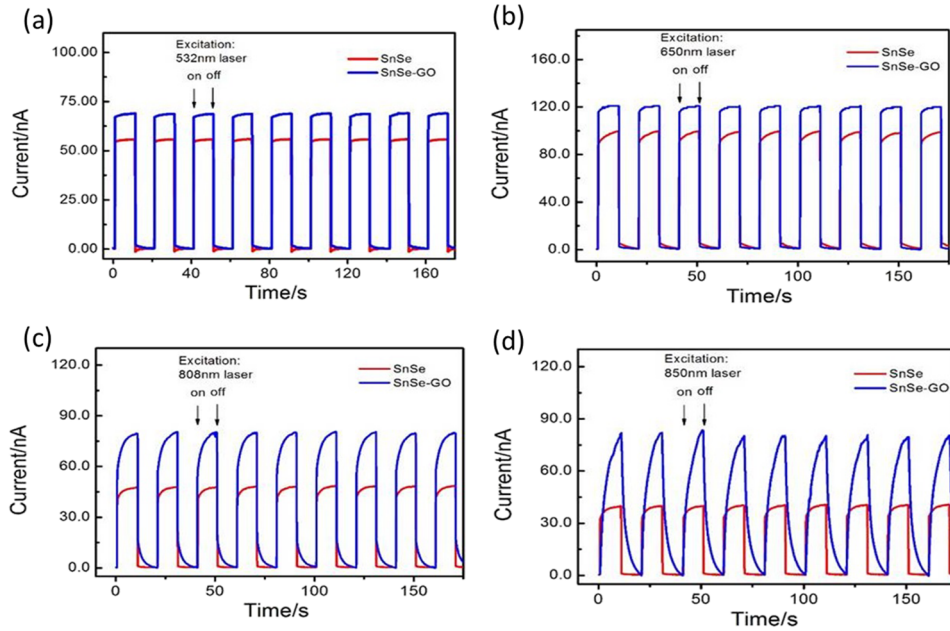 (a)
Excitation:
532nm laser
on off
SnSe
SnSe-GO
100.00
75.00
50.00
25.00
0.00
Current/nA
0 40 80 120 160
Time/s
(b)
Excitation:
650nm laser
on off
SnSe
SnSe-GO
160.0
120.0
80.0
40.0
0.0
Current/nA
0 50 100 150
Time/s
(c)
Excitation:
808nm laser
on off
SnSe
SnSe-GO
120.0
90.0
60.0
30.0
0.0
Current/nA
0 50 100 150
Time/s
(d)
Excitation:
850nm laser
on off
SnSe
SnSe-GO
120.0
90.0
60.0
30.0
0.0
Current/nA
0 50 100 150
Time/s